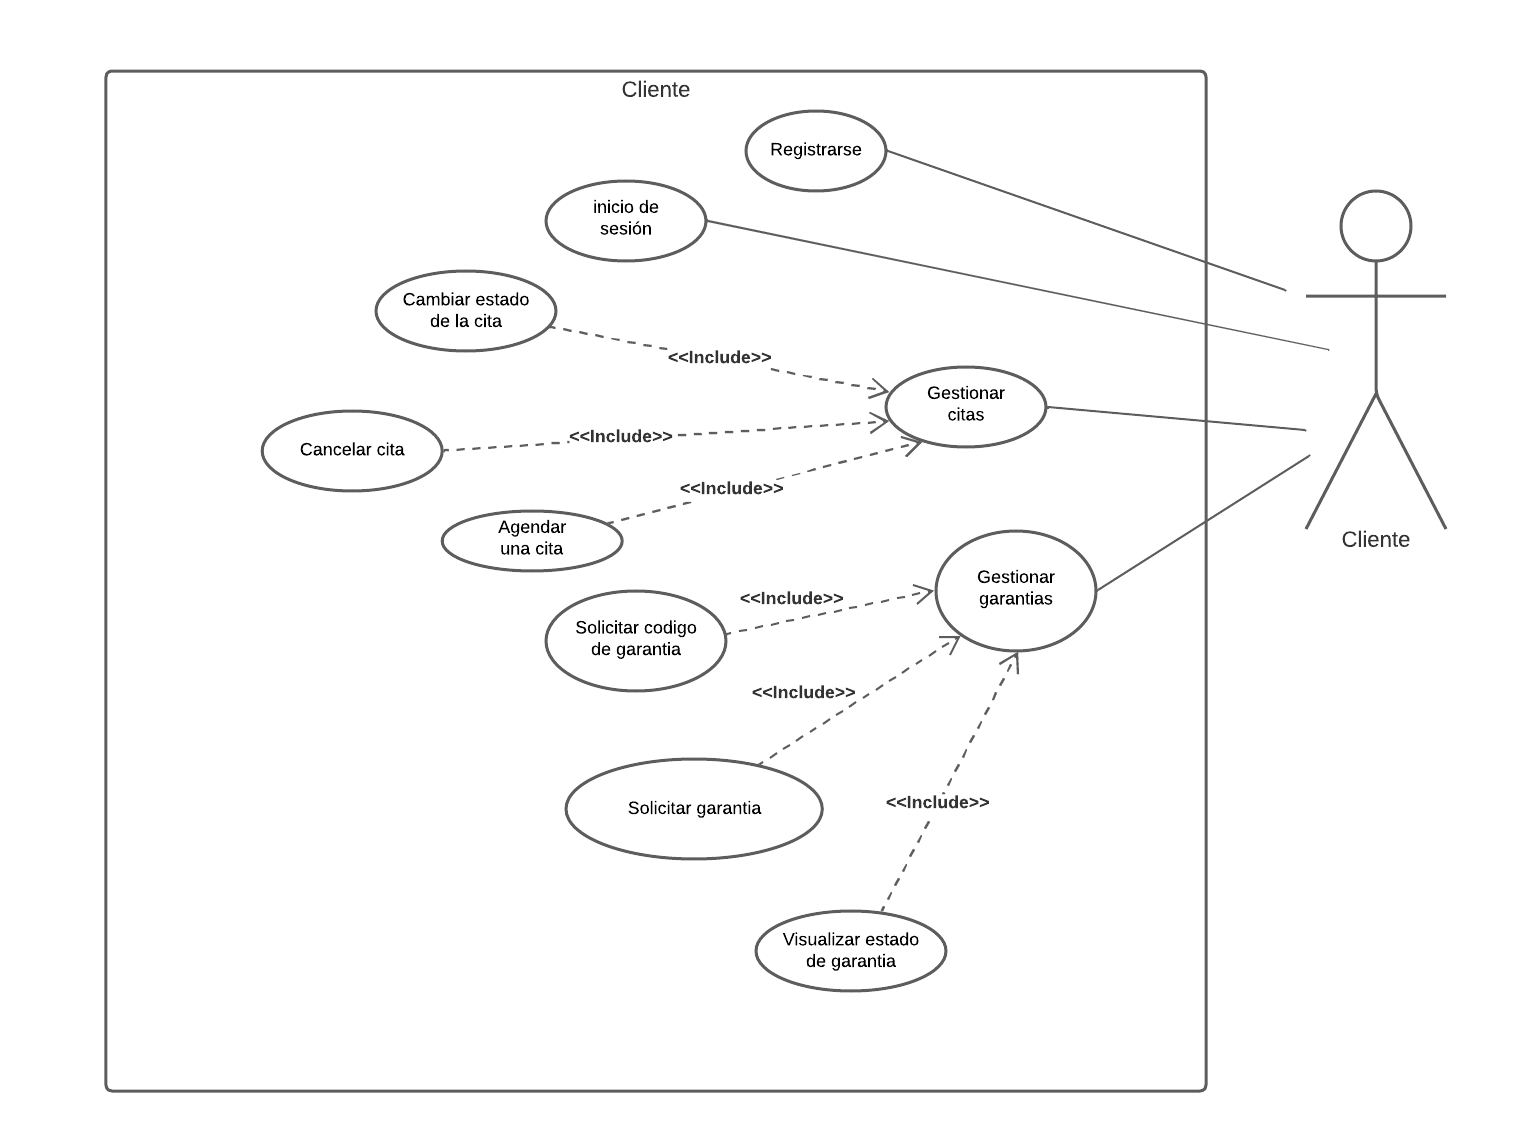 Cliente
Registrarse
inicio de
sesión
Cambiar estado
de la cita
<<Include>>
Gestionar
citas
Cancelar cita
<<Include>>
<<Include>>
Agendar
una cita
Cliente
Gestionar
garantias
<<Include>>
Solicitar codigo
de garantia
<<Include>>
Solicitar garantia
<<Include>>
Visualizar estado
de garantia